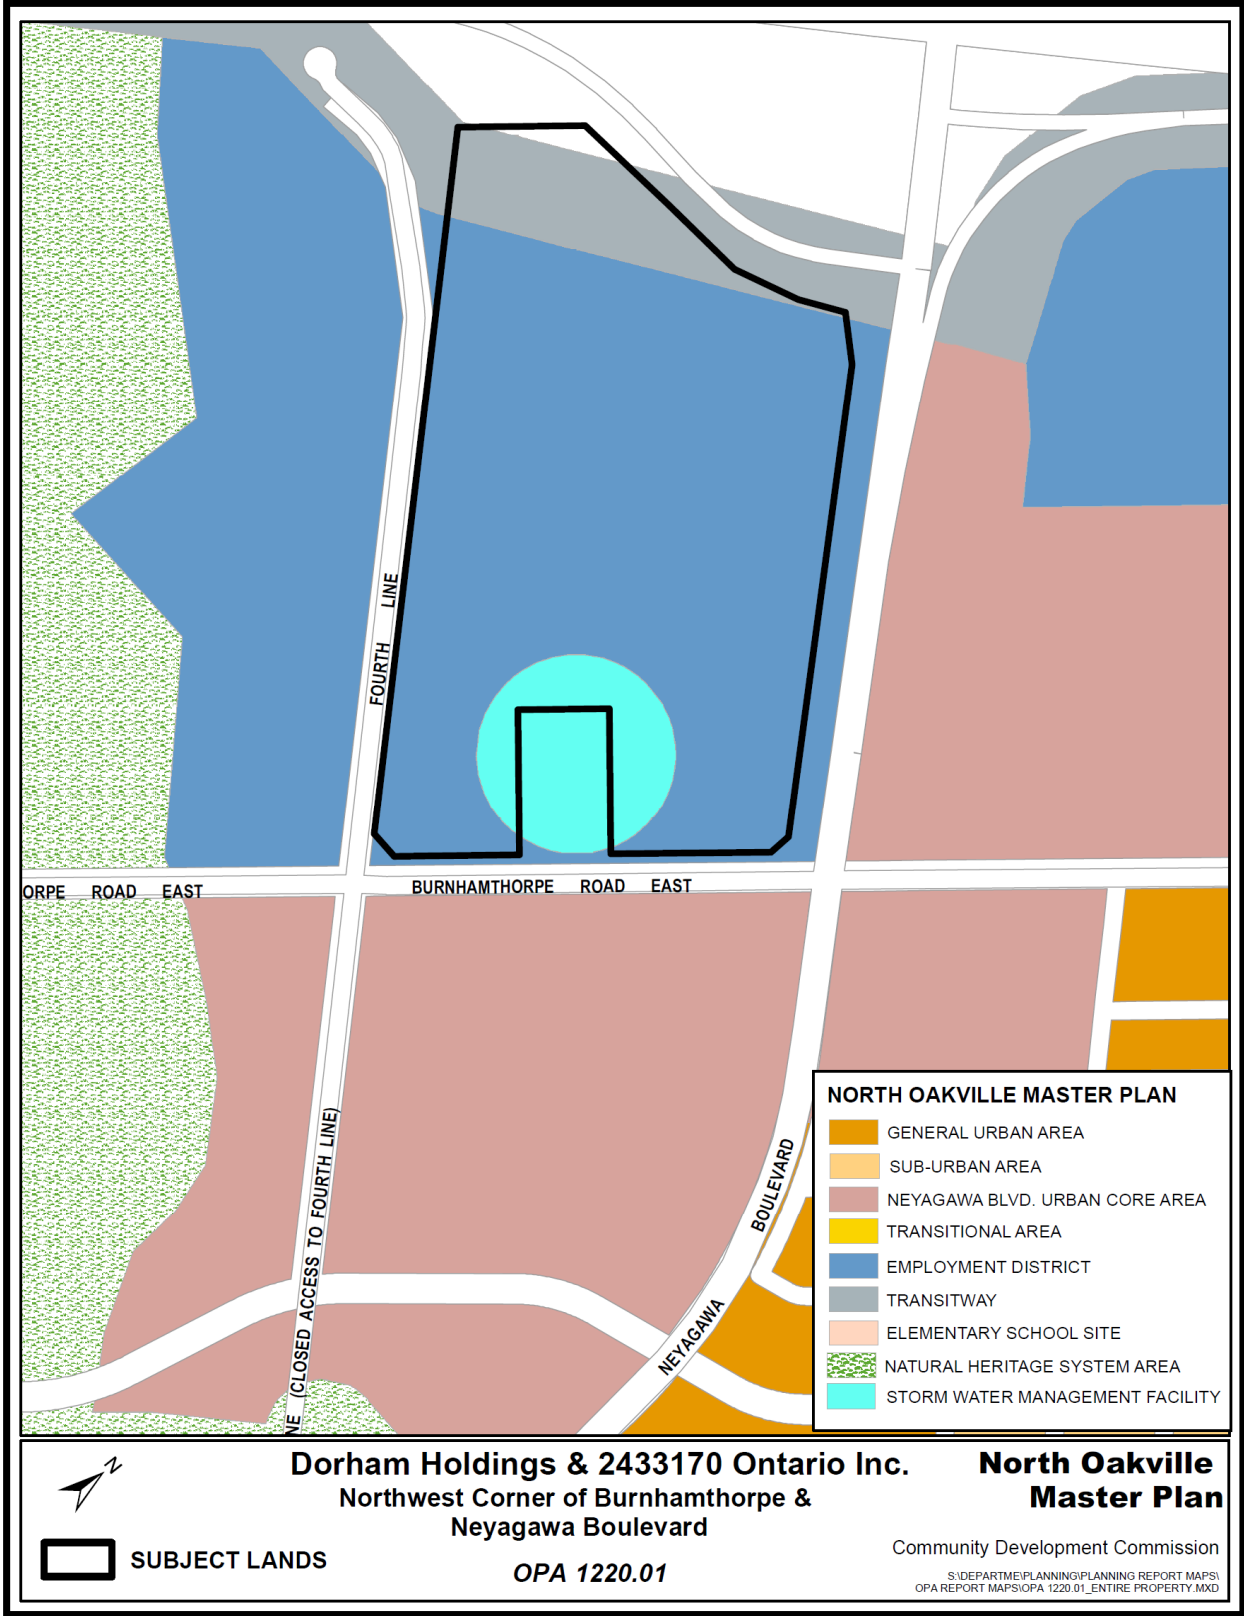 FOURTH LINE
ORPE ROAD EAST
BURNHAMTHORPE ROAD EAST
NE (CLOSED ACCESS TO FOURTH LINE)
NEYAGAWA BOULEVARD
NORTH OAKVILLE MASTER PLAN
GENERAL URBAN AREA
SUB-URBAN AREA
NEYAGAWA BLVD. URBAN CORE AREA
TRANSITIONAL AREA
EMPLOYMENT DISTRICT
TRANSITWAY
ELEMENTARY SCHOOL SITE
NATURAL HERITAGE SYSTEM AREA
STORM WATER MANAGEMENT FACILITY
N
SUBJECT LANDS
Dorham Holdings & 2433170 Ontario Inc.
Northwest Corner of Burnhamthorpe &
Neyagawa Boulevard
OPA 1220.01
North Oakville
Master Plan
Community Development Commission
S:\DEPARTME\PLANNING\PLANNING REPORT MAPS\
OPA REPORT MAPS\OPA 1220.01_ENTIRE PROPERTY.MXD